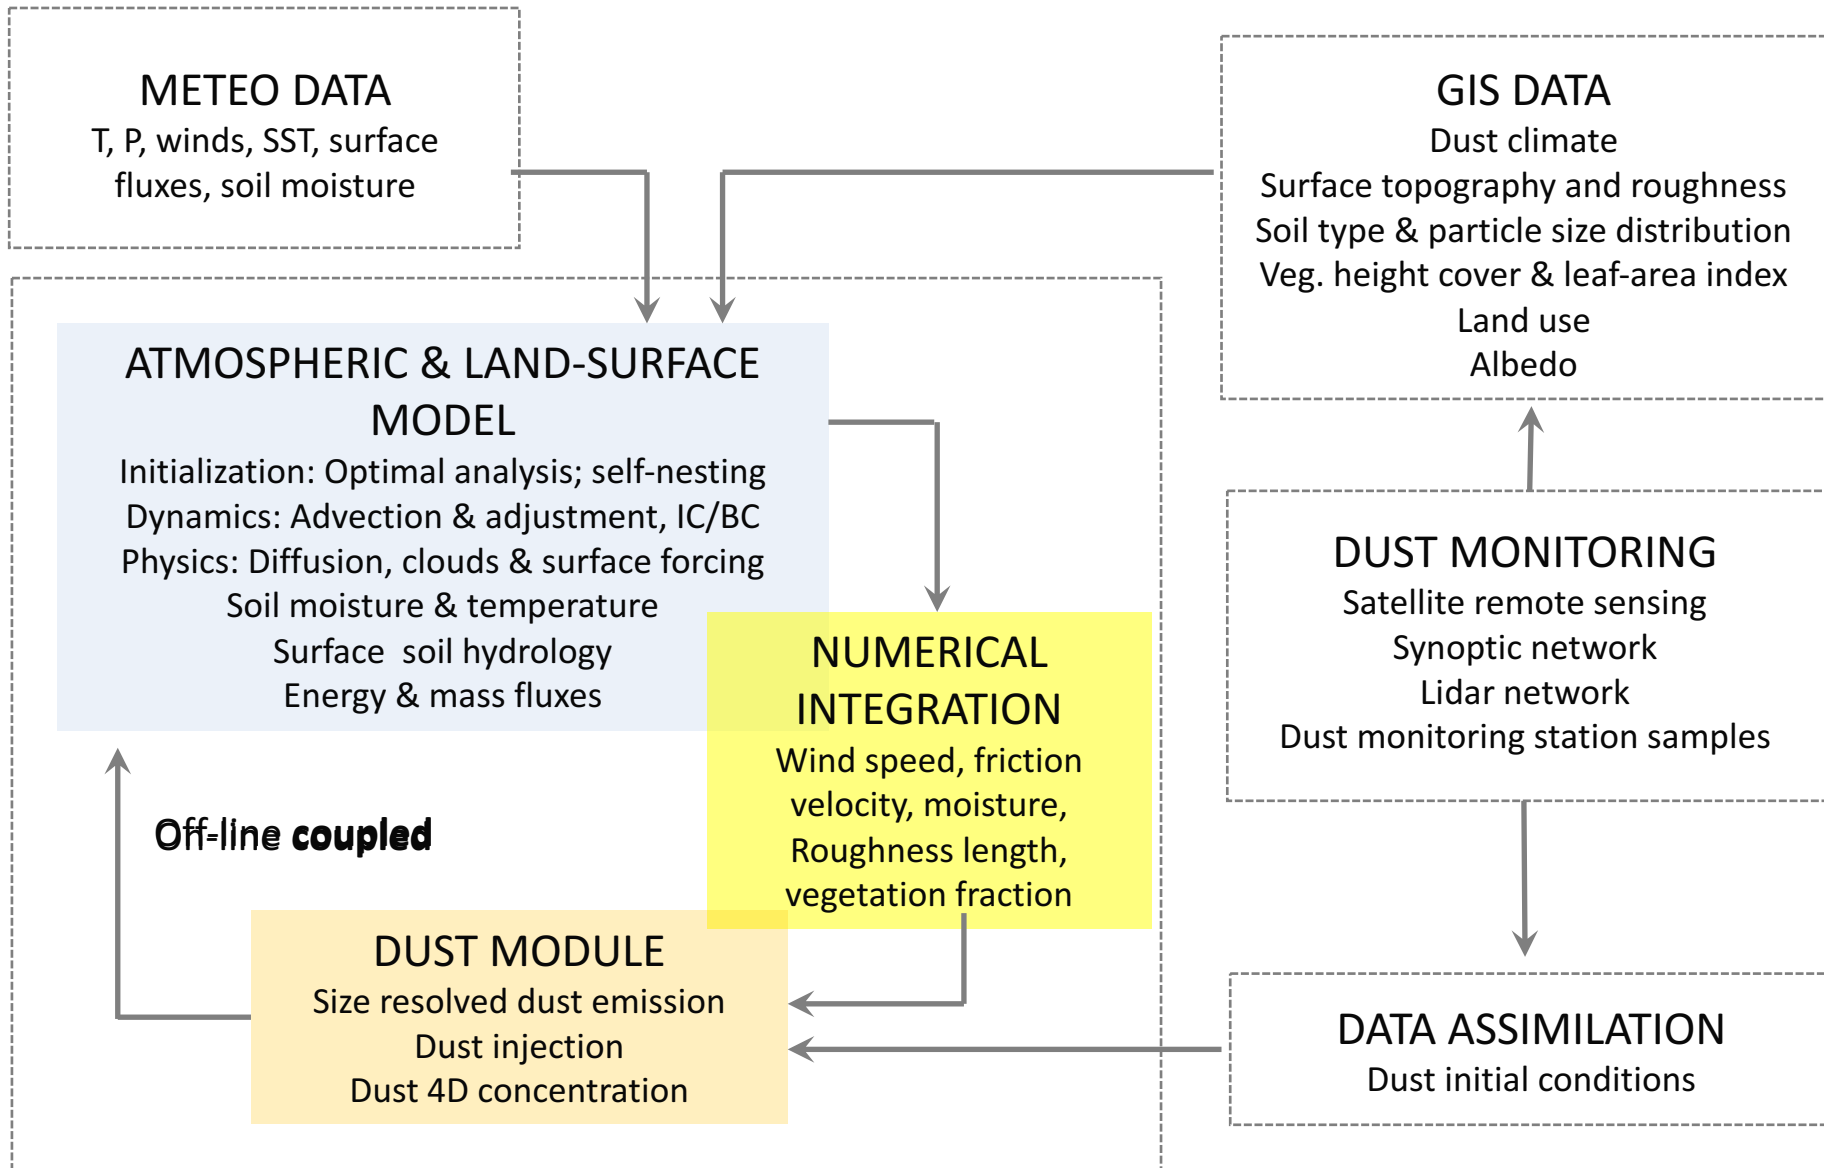 METEO DATA
T, P, winds, SST, surface
fluxes, soil moisture
GIS DATA
Dust climate
Surface topography and roughness
Soil type & particle size distribution
Veg. height cover & leaf-area index
Land use
Albedo
ATMOSPHERIC & LAND-SURFACE
MODEL
Initialization: Optimal analysis; self-nesting
Dynamics: Advection & adjustment, IC/BC
Physics: Diffusion, clouds & surface forcing
Soil moisture & temperature
Surface soil hydrology
Energy & mass fluxes
NUMERICAL
INTEGRATION
Wind speed, friction
velocity, moisture,
Roughness length,
vegetation fraction
DUST MONITORING
Satellite remote sensing
Synoptic network
Lidar network
Dust monitoring station samples
Off-line coupled
DUST MODULE
Size resolved dust emission
Dust injection
Dust 4D concentration
DATA ASSIMILATION
Dust initial conditions